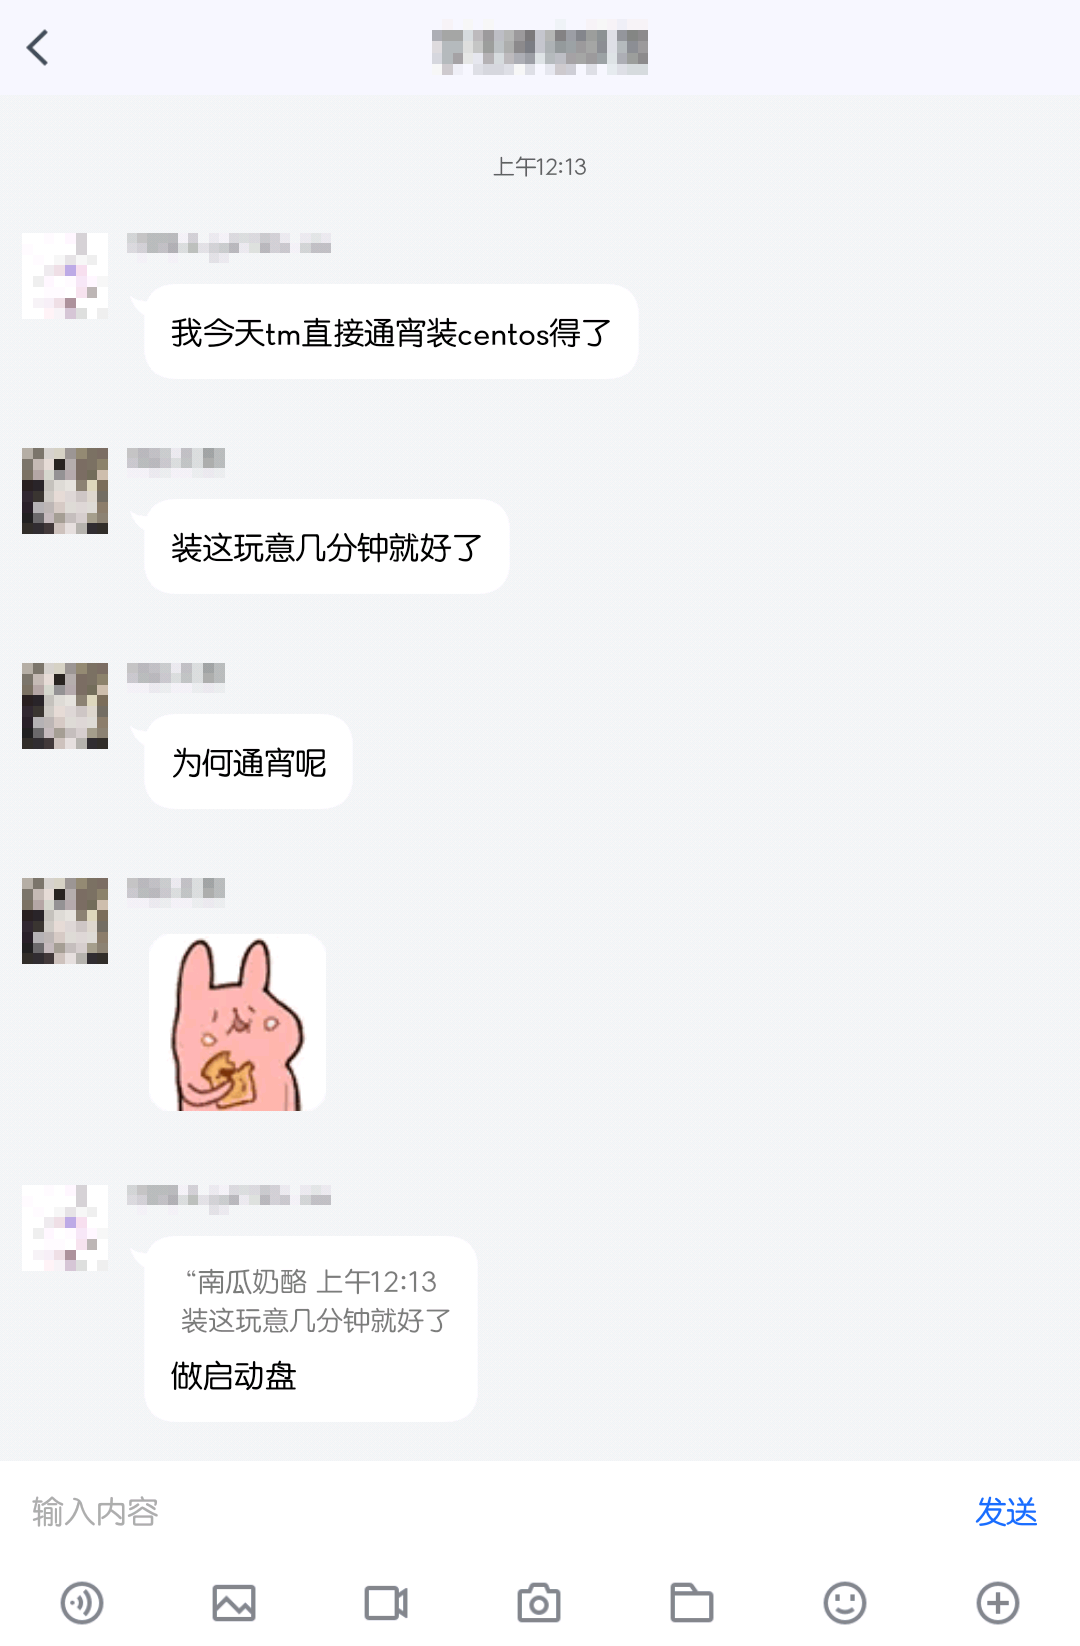 上午12:13
我今天tm直接通宵装centos得了
装这玩意几分钟就好了
为何通宵呢
“南瓜奶酪 上午12:13
装这玩意几分钟就好了
做启动盘
输入内容
发送